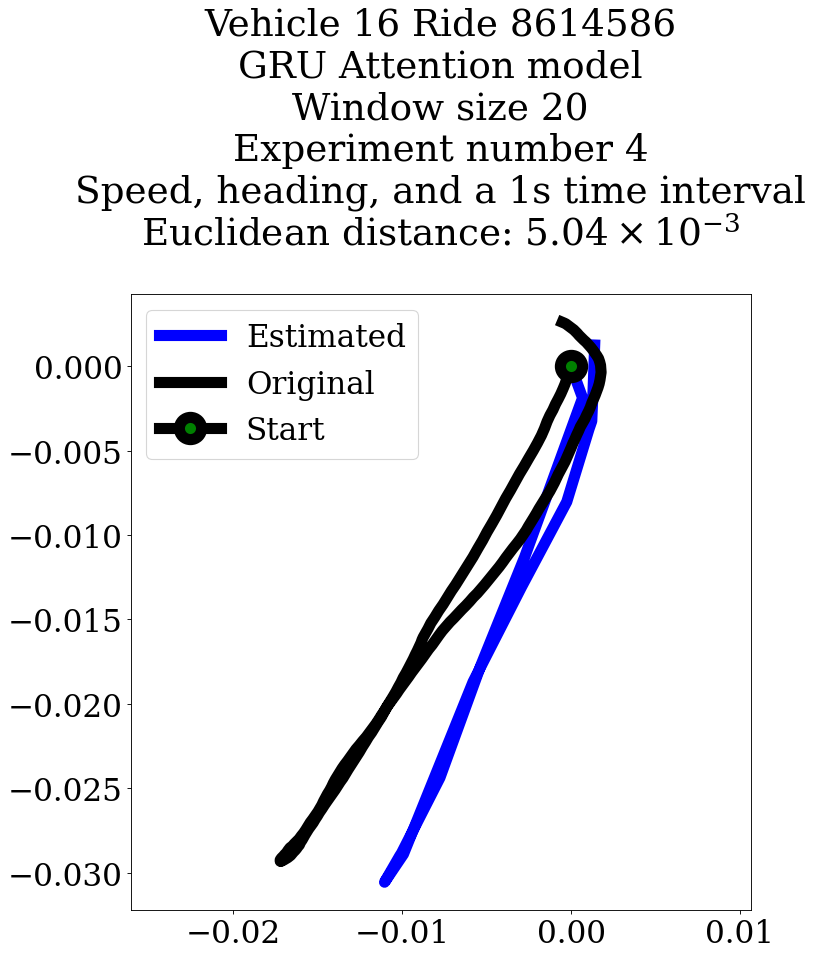 Vehicle 16 Ride 8614586
GRU Attention model
Window size 20
Experiment number 4
Speed, heading, and a 1s time interval
Euclidean distance: 5.04 × 10⁻³
Estimated
Original
Start
0.000
−0.005
−0.010
−0.015
−0.020
−0.025
−0.030
−0.02
−0.01
0.00
0.01